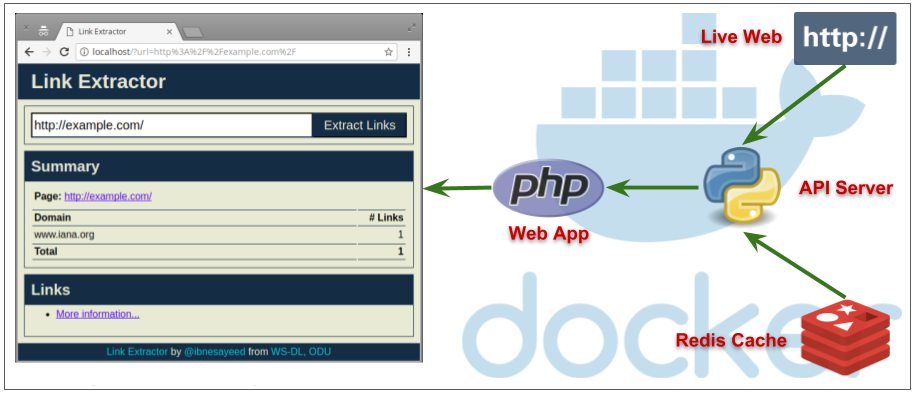 Link Extractor
localhost/?url=http%3A%2F%2Fexample.com%2F
Link Extractor
http://example.com/
Extract Links
Summary
Page: http://example.com/
Domain # Links
www.iana.org 1
Total 1
Links
More information...
Link Extractor by @ibnesayeed from WS-DL, ODU
Live Web
http://
php
Web App
API Server
docker
Redis Cache